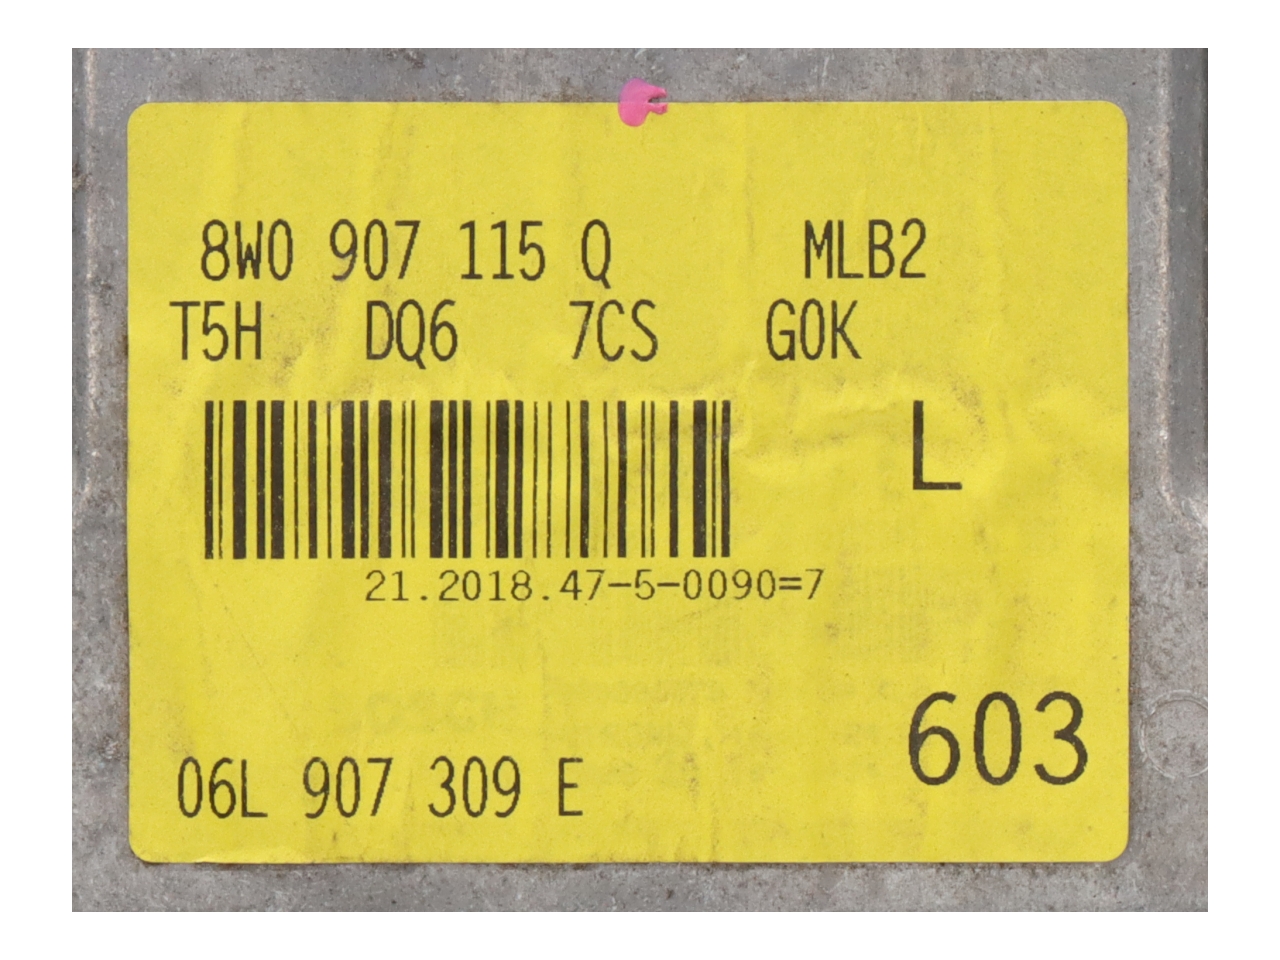 8W0 907 115 Q MLB2
T5H DQ6 7CS G0K
L
21.2018.47-5-0090=7
603
06L 907 309 E